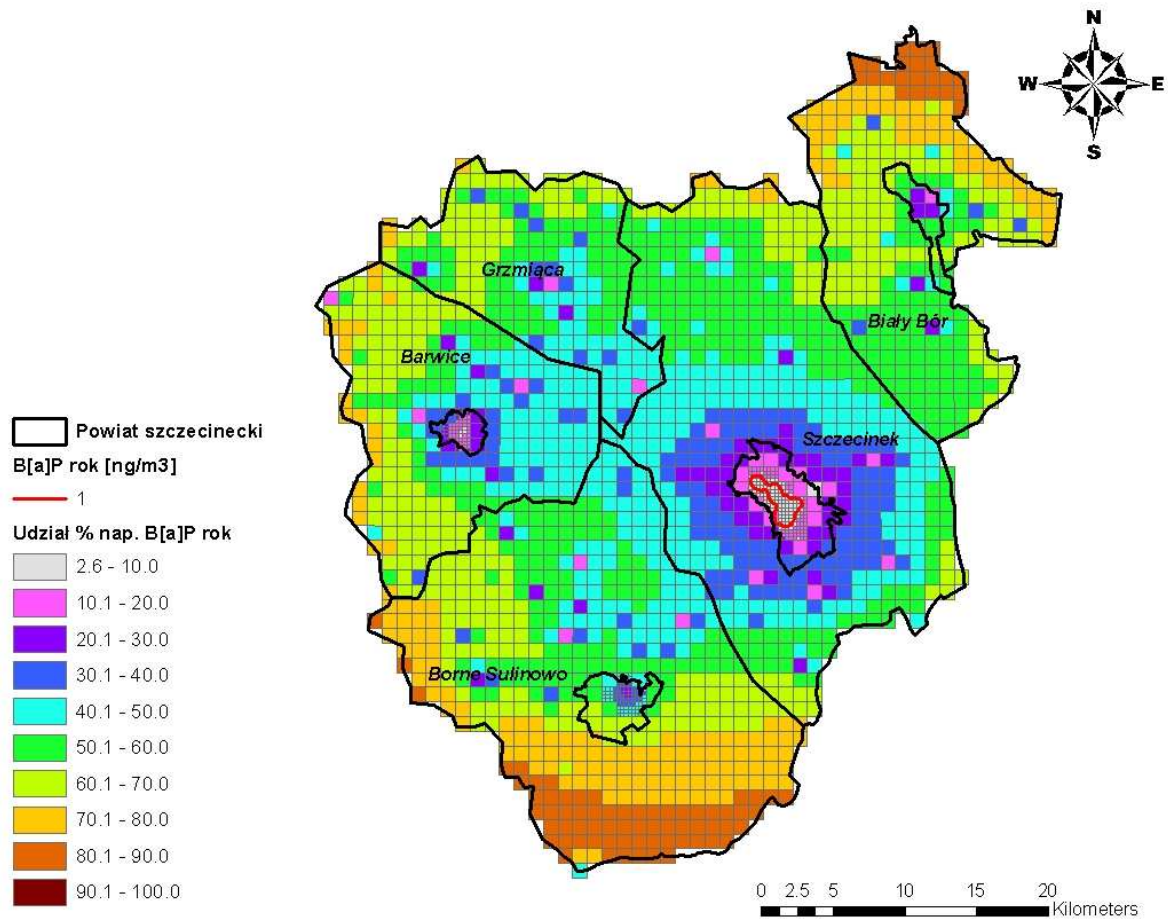 N
W
E
S
Grzmiąca
Biały Bór
Barwice
Szczecinek
Borne Sulinowo
Powiat szczecinecki
B[a]P rok [ng/m3]
1
Udział % nap. B[a]P rok
2.6 - 10.0
10.1 - 20.0
20.1 - 30.0
30.1 - 40.0
40.1 - 50.0
50.1 - 60.0
60.1 - 70.0
70.1 - 80.0
80.1 - 90.0
90.1 - 100.0
0 2.5 5 10 15 20
Kilometers